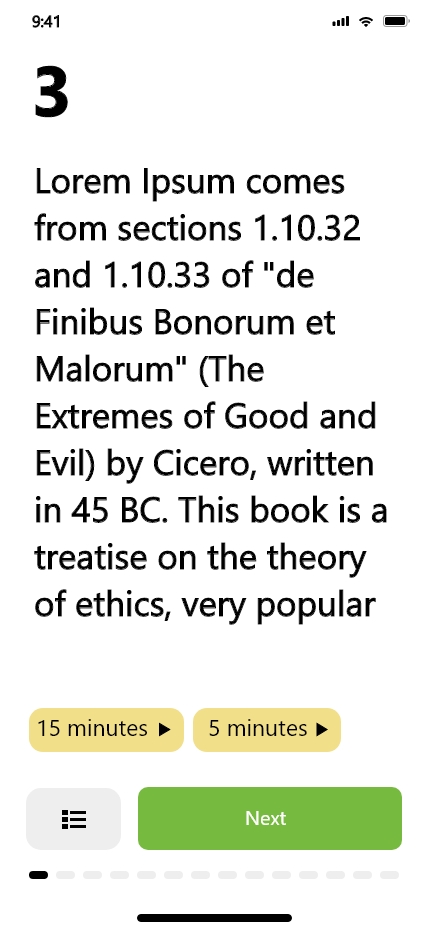 9:41
3
Lorem Ipsum comes
from sections 1.10.32
and 1.10.33 of "de
Finibus Bonorum et
Malorum" (The
Extremes of Good and
Evil) by Cicero, written
in 45 BC. This book is a
treatise on the theory
of ethics, very popular
15 minutes 5 minutes
Next